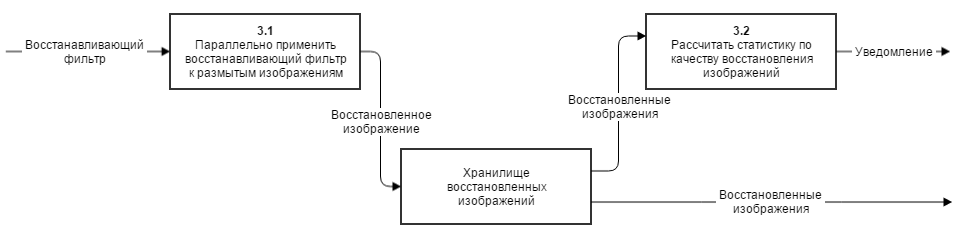 Восстанавливающий
фильтр
3.1
Параллельно применить
восстанавливающий фильтр
к размытым изображениям
Восстановленное
изображение
Хранилище
восстановленных
изображений
Восстановленные
изображения
3.2
Рассчитать статистику по
качеству восстановления
изображений
Уведомление
Восстановленные
изображения